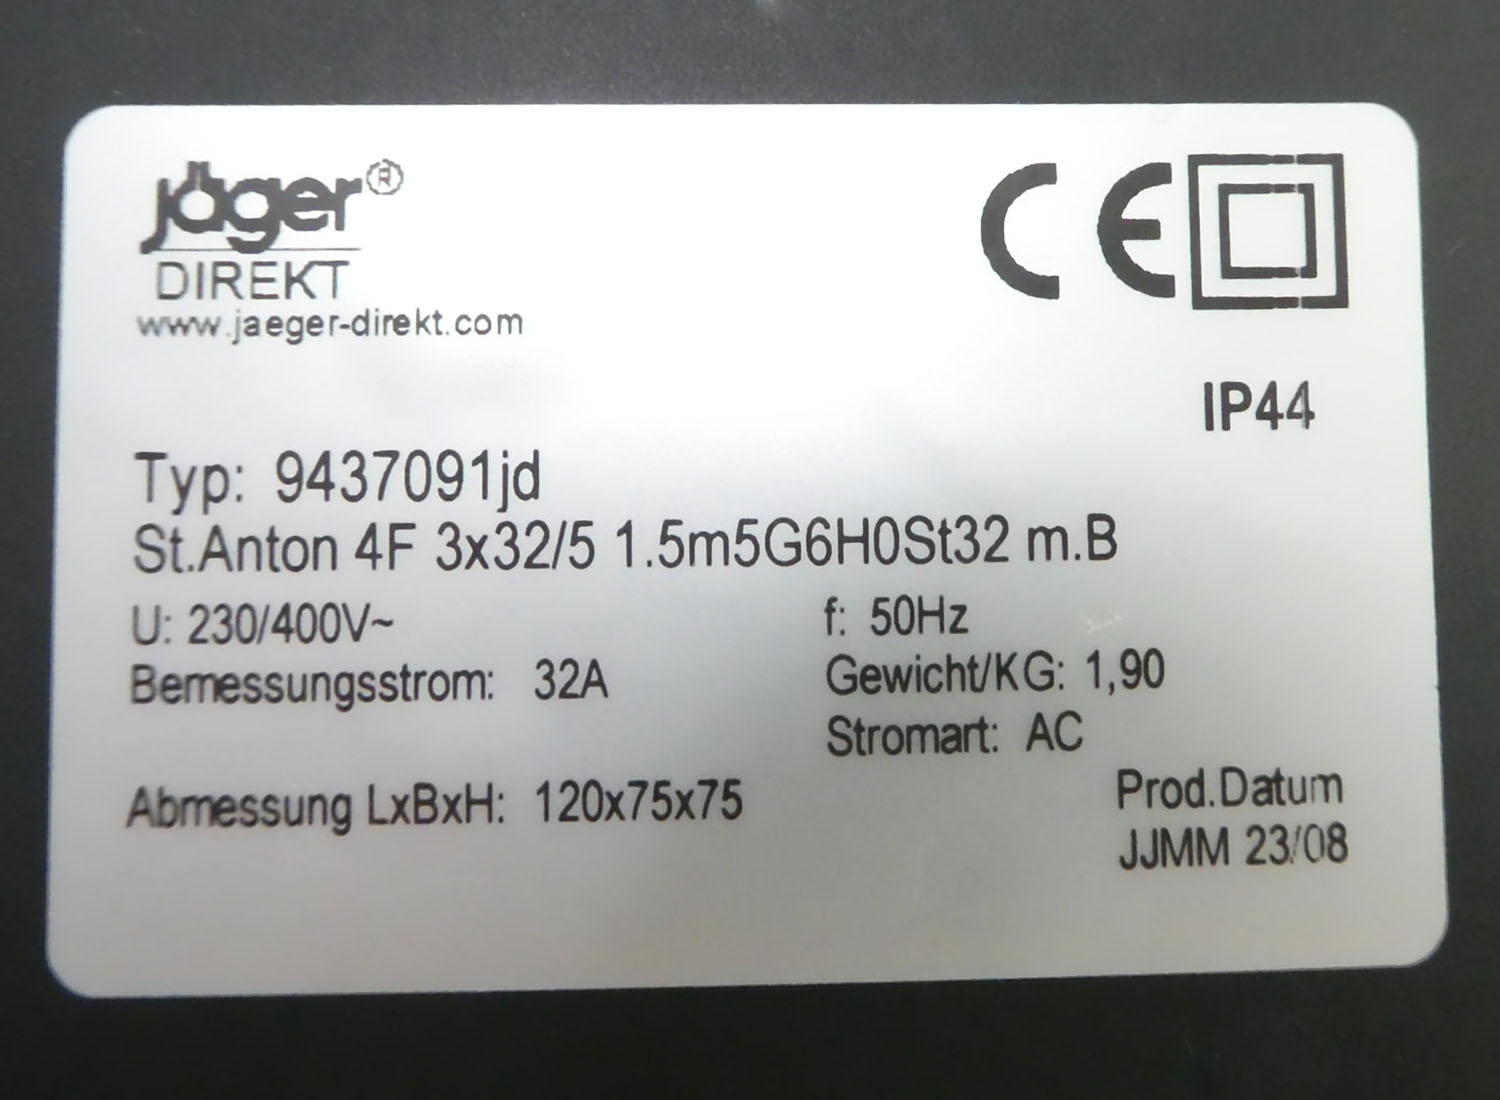 jäger®
DIREKT
www.jaeger-direkt.com
CE
IP44
Typ: 9437091jd
St.Anton 4F 3x32/5 1.5m5G6H0St32 m.B
U: 230/400V~
f: 50Hz
Bemessungsstrom: 32A
Gewicht/KG: 1,90
Stromart: AC
Abmessung LxBxH: 120x75x75
Prod.Datum
JJMM 23/08